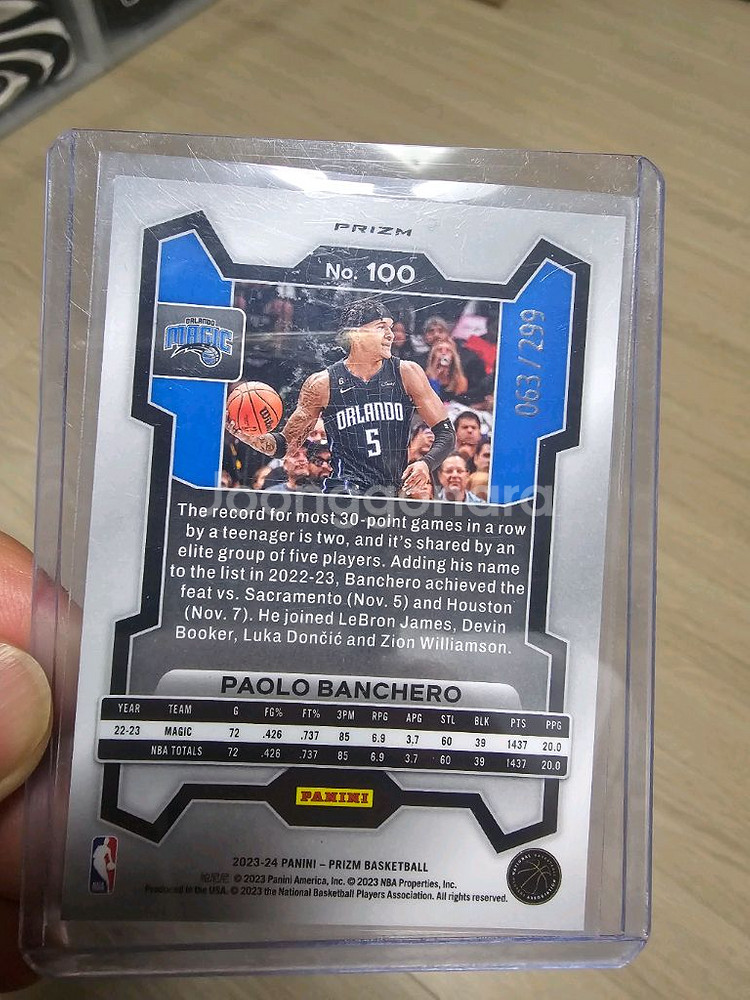 PRIZM
No. 100
ORLANDO
MAGIC
063/299
6
ORLANDO
5
Wilson
Joonggonara
The record for most 30-point games in a row
by a teenager is two, and it's shared by an
elite group of five players. Adding his name
to the list in 2022-23, Banchero achieved the
feat vs. Sacramento (Nov. 5) and Houston
(Nov. 7). He joined LeBron James, Devin
Booker, Luka Dončić and Zion Williamson.
PAOLO BANCHERO
YEAR TEAM G FG% FT% 3PM RPG APG STL BLK PTS PPG
22-23 MAGIC 72 .426 .737 85 6.9 3.7 60 39 1437 20.0
NBA TOTALS 72 .426 .737 85 6.9 3.7 60 39 1437 20.0
PANINI
2023-24 PANINI – PRIZM BASKETBALL
© 2023 Panini America, Inc. © 2023 NBA Properties, Inc.
Produced in the USA. © 2023 the National Basketball Players Association. All rights reserved.